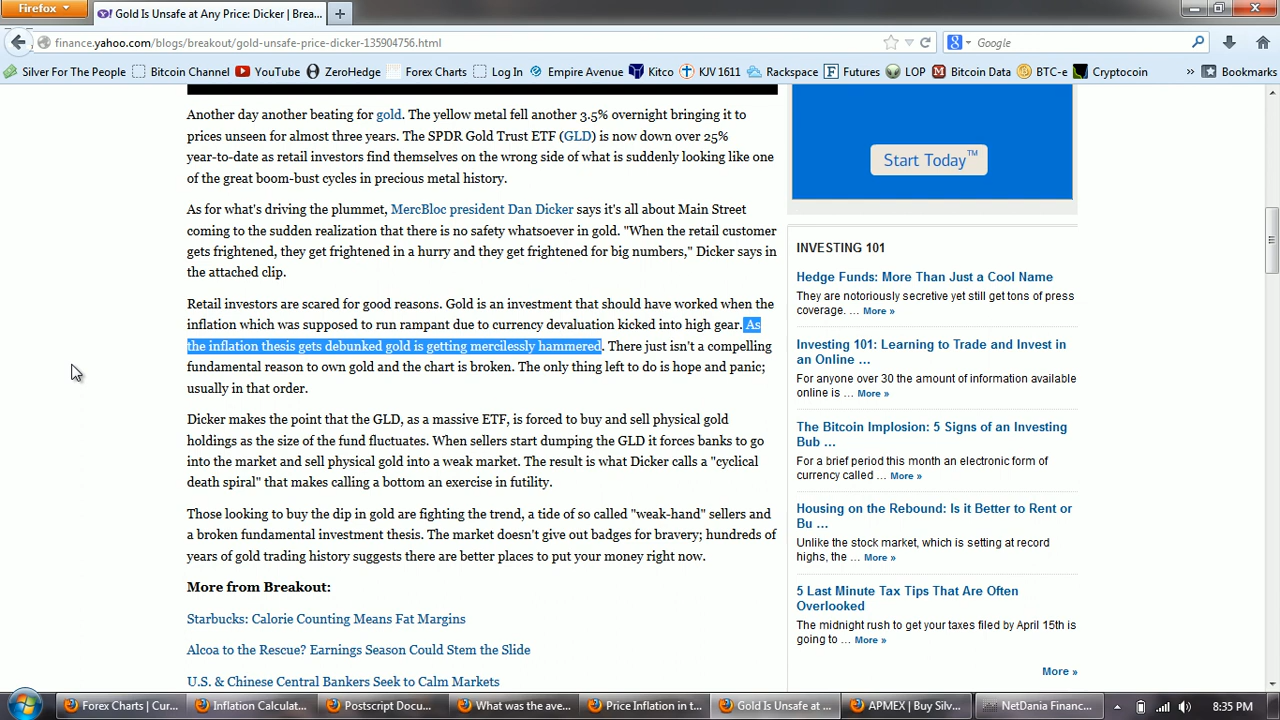 Firefox
Gold Is Unsafe at Any Price: Dicker | Brea...
finance.yahoo.com/blogs/breakout/gold-unsafe-price-dicker-135904756.html
Google
Silver For The People
Bitcoin Channel
YouTube
ZeroHedge
Forex Charts
Log In
Empire Avenue
Kitco
KJV 1611
Rackspace
Futures
LOP
Bitcoin Data
BTC-e
Cryptocoin
»
Bookmarks
Another day another beating for gold. The yellow metal fell another 3.5% overnight bringing it to
prices unseen for almost three years. The SPDR Gold Trust ETF (GLD) is now down over 25%
year-to-date as retail investors find themselves on the wrong side of what is suddenly looking like one
of the great boom-bust cycles in precious metal history.
As for what's driving the plummet, MercBloc president Dan Dicker says it's all about Main Street
coming to the sudden realization that there is no safety whatsoever in gold. "When the retail customer
gets frightened, they get frightened in a hurry and they get frightened for big numbers," Dicker says in
the attached clip.
Retail investors are scared for good reasons. Gold is an investment that should have worked when the
inflation which was supposed to run rampant due to currency devaluation kicked into high gear. As
the inflation thesis gets debunked gold is getting mercilessly hammered. There just isn't a compelling
fundamental reason to own gold and the chart is broken. The only thing left to do is hope and panic;
usually in that order.
Dicker makes the point that the GLD, as a massive ETF, is forced to buy and sell physical gold
holdings as the size of the fund fluctuates. When sellers start dumping the GLD it forces banks to go
into the market and sell physical gold into a weak market. The result is what Dicker calls a "cyclical
death spiral" that makes calling a bottom an exercise in futility.
Those looking to buy the dip in gold are fighting the trend, a tide of so called "weak-hand" sellers and
a broken fundamental investment thesis. The market doesn't give out badges for bravery; hundreds of
years of gold trading history suggests there are better places to put your money right now.
More from Breakout:
Starbucks: Calorie Counting Means Fat Margins
Alcoa to the Rescue? Earnings Season Could Stem the Slide
U.S. & Chinese Central Bankers Seek to Calm Markets
Start Today™
INVESTING 101
Hedge Funds: More Than Just a Cool Name
They are notoriously secretive yet still get tons of press
coverage. ... More »
Investing 101: Learning to Trade and Invest in
an Online ...
For anyone over 30 the amount of information available
online is ... More »
The Bitcoin Implosion: 5 Signs of an Investing
Bub ...
For a brief period this month an electronic form of
currency called ... More »
Housing on the Rebound: Is it Better to Rent or
Bu ...
Unlike the stock market, which is setting at record
highs, the ... More »
5 Last Minute Tax Tips That Are Often
Overlooked
The midnight rush to get your taxes filed by April 15th is
going to ... More »
More »
Forex Charts | Cur...
Inflation Calculat...
Postscript Docu...
What was the ave...
Price Inflation in t...
Gold Is Unsafe at ...
APMEX | Buy Silv...
NetDania Financ...
8:35 PM